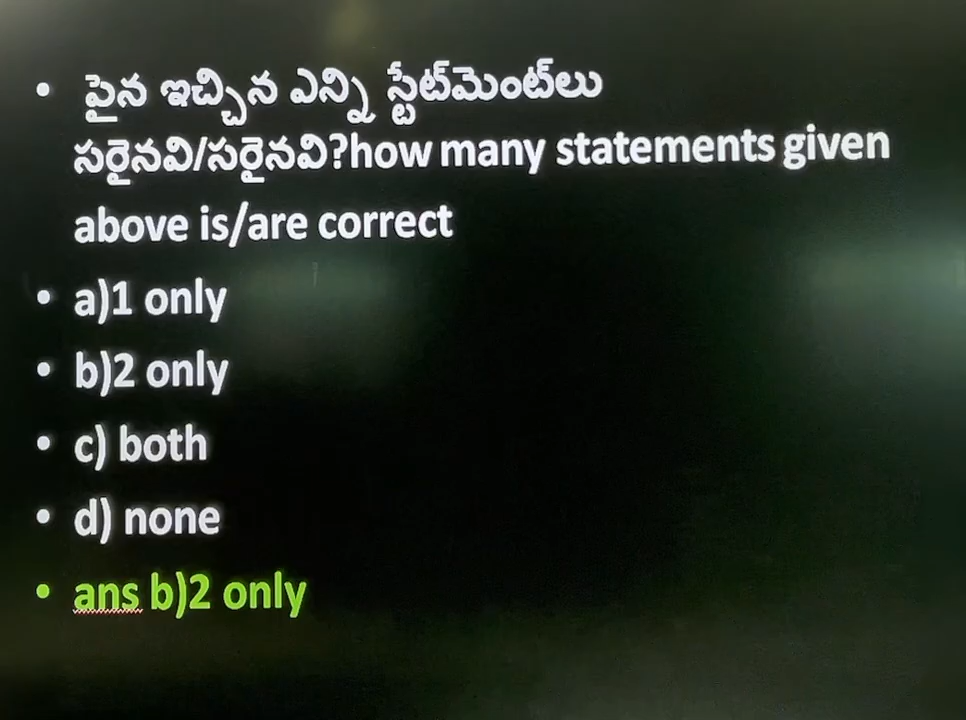 • పైన ఇచ్చిన ఎన్ని స్టేట్‌మెంట్‌లు
సరైనవి/సరైనవి?how many statements given
above is/are correct
• a)1 only
• b)2 only
• c) both
• d) none
• ans b)2 only